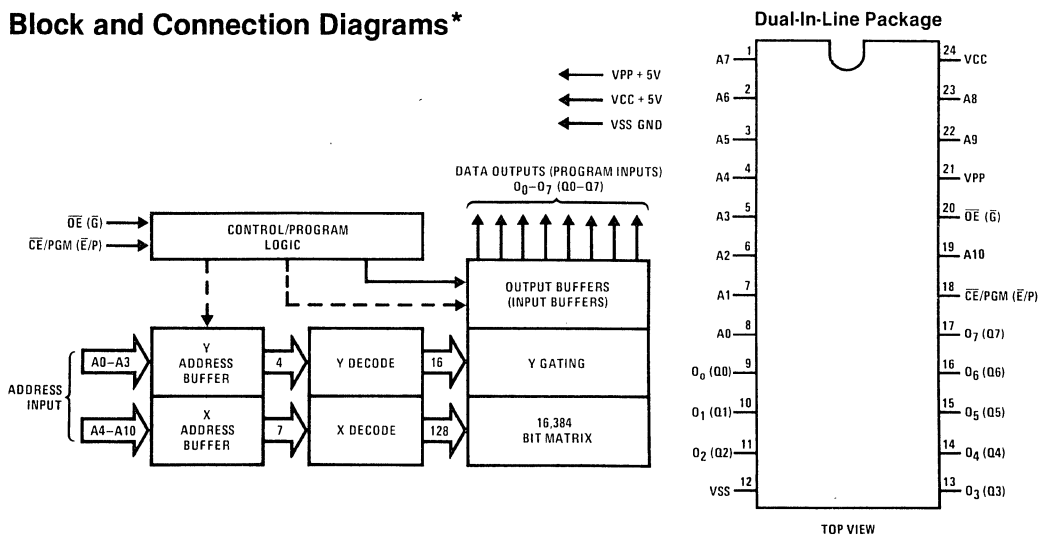 Block and Connection Diagrams*
VPP + 5V
VCC + 5V
VSS GND
DATA OUTPUTS (PROGRAM INPUTS)
O0–O7 (Q0–Q7)
O̅E̅ (G̅)
C̅E̅/PGM (E̅/P)
CONTROL/PROGRAM
LOGIC
OUTPUT BUFFERS
(INPUT BUFFERS)
ADDRESS
INPUT
A0–A3
Y
ADDRESS
BUFFER
4
Y DECODE
16
Y GATING
A4–A10
X
ADDRESS
BUFFER
7
X DECODE
128
16,384
BIT MATRIX
Dual-In-Line Package
A7 1
24 VCC
A6 2
23 A8
A5 3
22 A9
A4 4
21 VPP
A3 5
20 O̅E̅ (G̅)
A2 6
19 A10
A1 7
18 C̅E̅/PGM (E̅/P)
A0 8
17 O7 (Q7)
O0 (Q0) 9
16 O6 (Q6)
O1 (Q1) 10
15 O5 (Q5)
O2 (Q2) 11
14 O4 (Q4)
VSS 12
13 O3 (Q3)
TOP VIEW